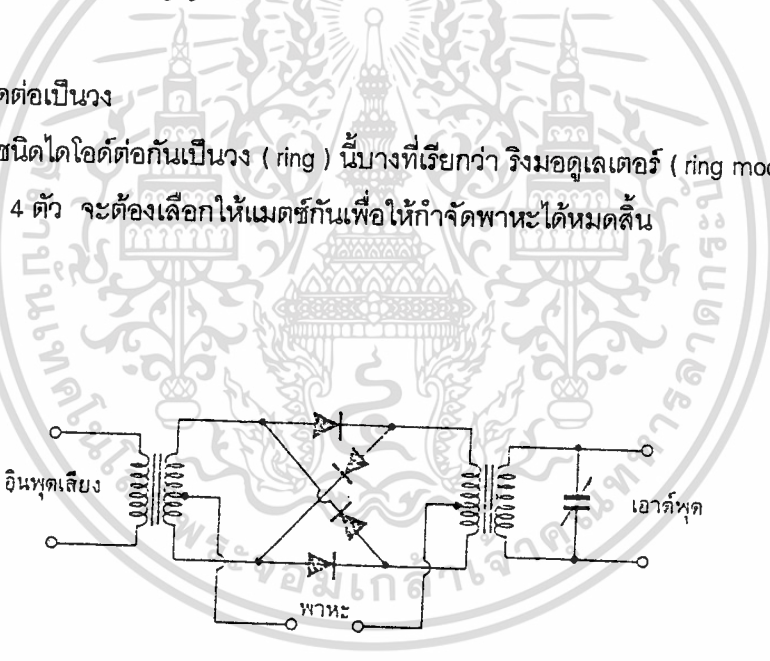 ดต่อเป็นวง
ชนิดไดโอด์ต่อกันเป็นวง ( ring ) นี้บางที่เรียกว่า ริงมอดูเลเตอร์ ( ring mod
4 ตัว จะต้องเลือกให้แมตช์กันเพื่อให้กำจัดพาหะได้หมดสิ้น
อินพุตเสียง
เอาต์พุต
พาหะ